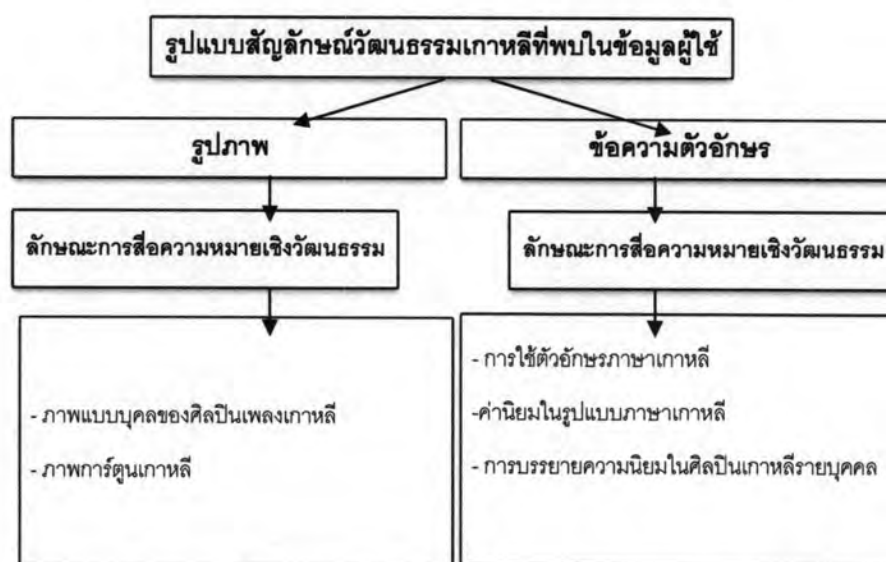 รูปแบบสัญลักษณ์วัฒนธรรมเกาหลีที่พบในข้อมูลผู้ใช้
รูปภาพ
ข้อความตัวอักษร
ลักษณะการสื่อความหมายเชิงวัฒนธรรม
ลักษณะการสื่อความหมายเชิงวัฒนธรรม
- ภาพแบบบุคลของศิลปินเพลงเกาหลี
- ภาพการ์ตูนเกาหลี
- การใช้ตัวอักษรภาษาเกาหลี
-ค่านิยมในรูปแบบภาษาเกาหลี
- การบรรยายความนิยมในศิลปินเกาหลีรายบุคคล